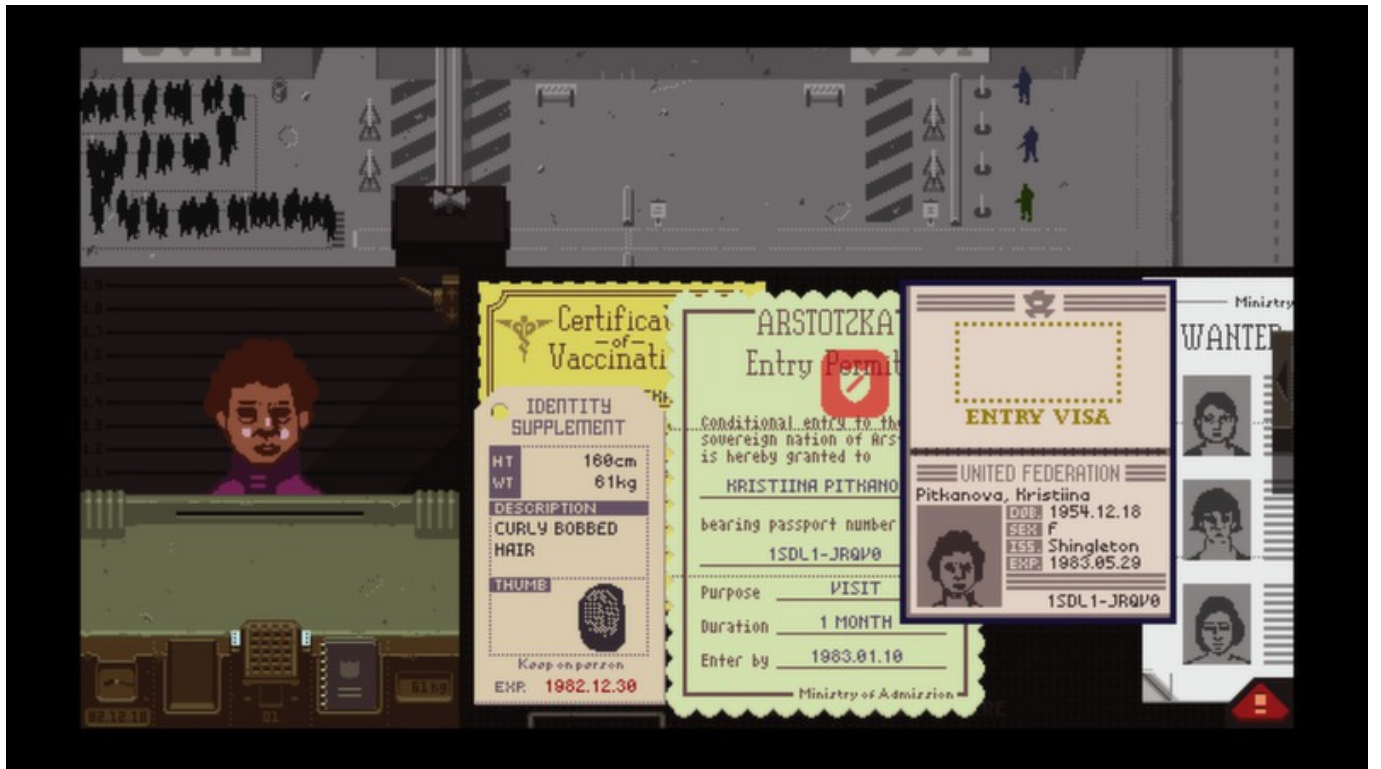 Certificat
of
Vaccinati
IDENTITY
SUPPLEMENT
HT 160cm
WT 61kg
DESCRIPTION
CURLY BOBBED
HAIR
THUMB
Keep on person
EXP. 1982.12.30
ARSTOTZKA
Entry Permit
Conditional entry to the
sovereign nation of Ars
is hereby granted to
KRISTIINA PITKANO
bearing passport number
1SDL1-JRQV0
Purpose VISIT
Duration 1 MONTH
Enter by 1983.01.10
Ministry of Admission
ENTRY VISA
UNITED FEDERATION
Pitkanova, Kristiina
DOB. 1954.12.18
SEX F
ISS. Shingleton
EXP. 1983.05.29
1SDL1-JRQV0
Ministry
WANTE
61kg
82.12.18
01